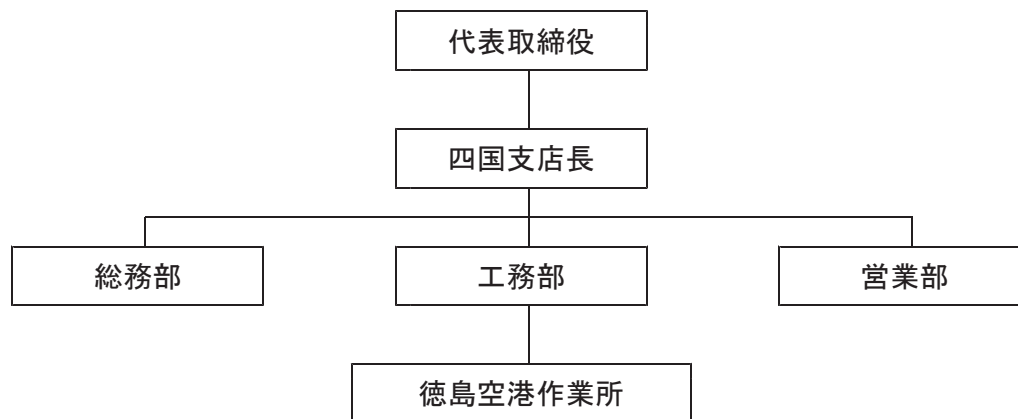 代表取締役
四国支店長
総務部
工務部
営業部
徳島空港作業所